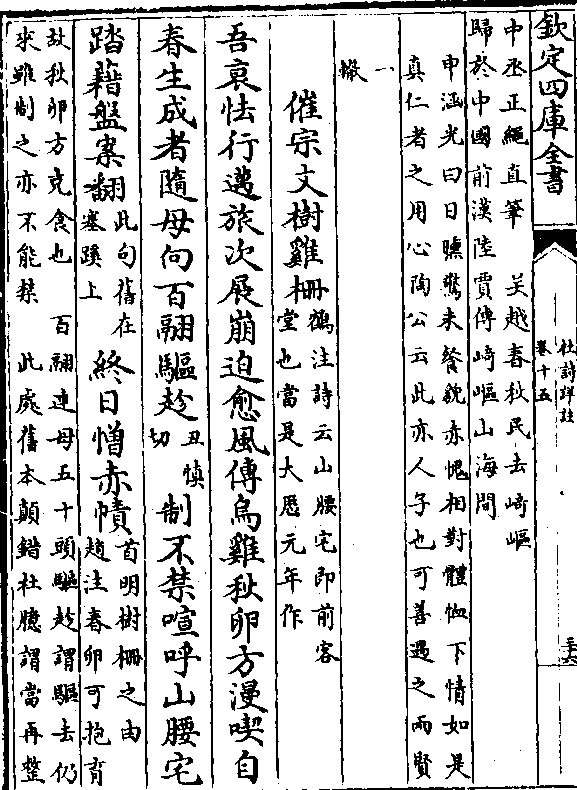 欽定四庫全書
杜詩詳註
卷十五
中丞正繩直筆　吳越春秋民去崎嶇
歸於中國前漢陸賈傳崎嶇山海間
申涵光曰日曛驚未餐貌赤愧相對體恤下情如是
真仁者之用心陶公云此亦人子也可善遇之兩賢
一
轍
催宗文樹雞柵鶴注詩云山腰宅即前客
堂也當是大厯元年作
吾衰怯行邁旅次展崩迫愈風傳烏雞秋卵方漫喫自
春生成者隨母向百翮驅趁丑慎切制不禁喧呼山腰宅
踏藉盤案翻此句舊在塞蹊上終日憎赤幘首明樹柵之由
趙注春卵可抱育
故秋卵方克食也　百翮連母五十頭驅趁謂驅去仍
來雖制之亦不能禁　此處舊本顛錯杜臆謂當再整